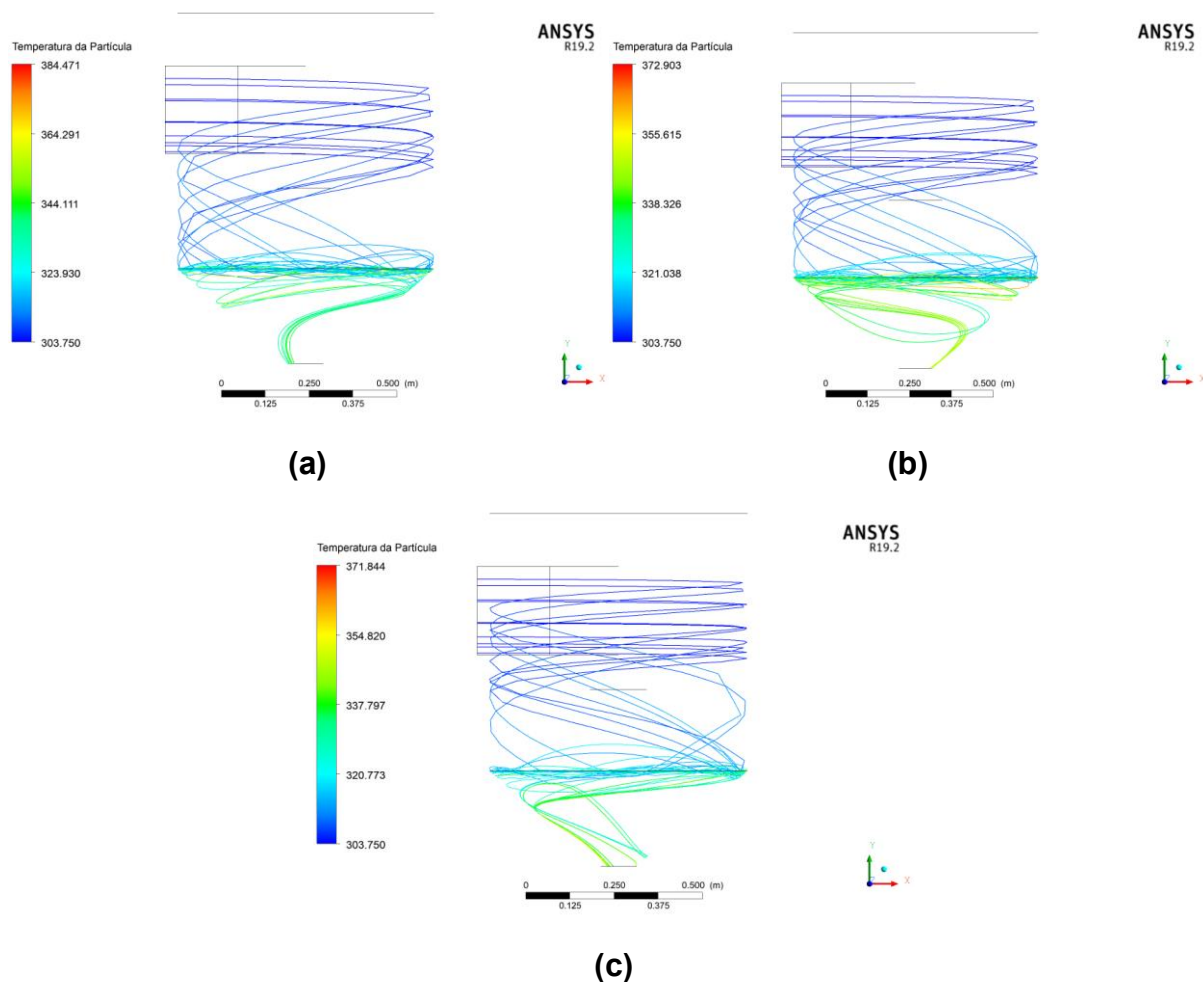 ANSYS
R19.2
Temperatura da Partícula
384.471
364.291
344.111
323.930
303.750
Y
X
Z
0 0.250 0.500 (m)
0.125 0.375
(a)
ANSYS
R19.2
Temperatura da Partícula
372.903
355.615
338.326
321.038
303.750
Y
X
Z
0 0.250 0.500 (m)
0.125 0.375
(b)
ANSYS
R19.2
Temperatura da Partícula
371.844
354.820
337.797
320.773
303.750
Y
X
Z
0 0.250 0.500 (m)
0.125 0.375
(c)